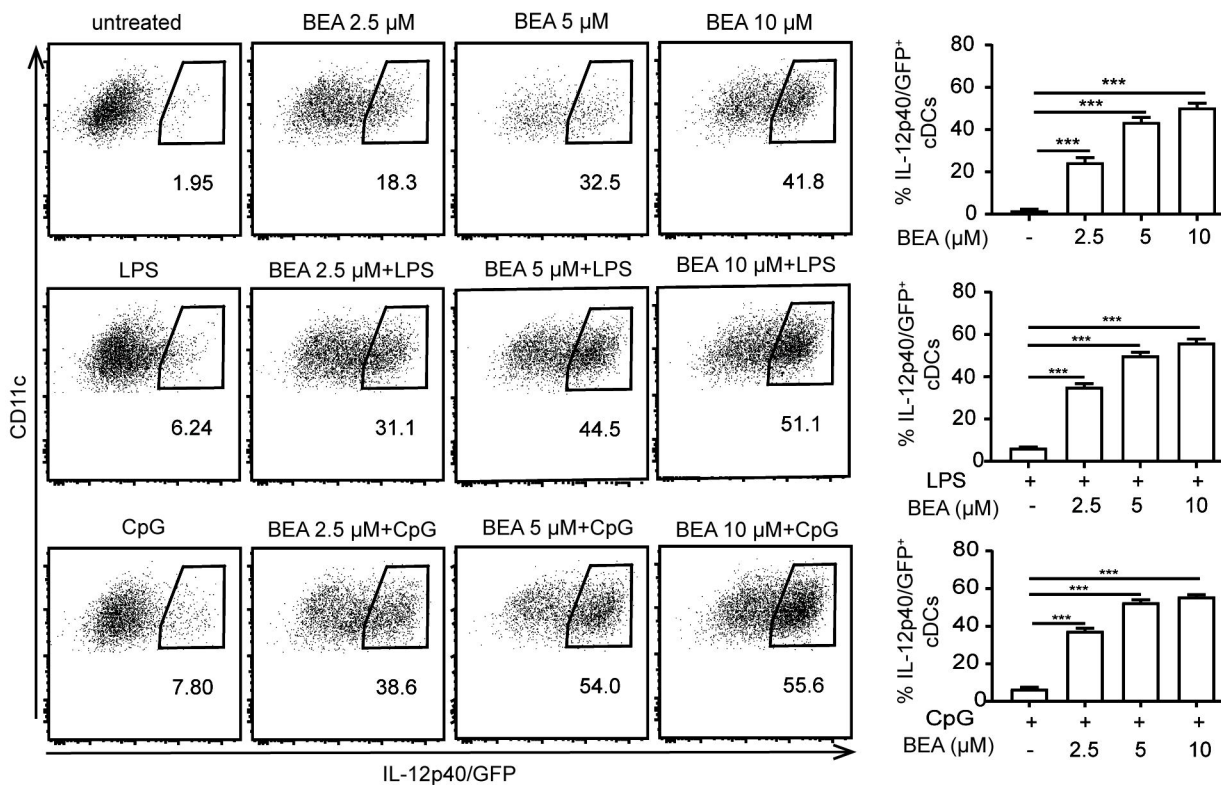 untreated
BEA 2.5 µM
BEA 5 µM
BEA 10 µM
1.95
18.3
32.5
41.8
LPS
BEA 2.5 µM+LPS
BEA 5 µM+LPS
BEA 10 µM+LPS
6.24
31.1
44.5
51.1
CpG
BEA 2.5 µM+CpG
BEA 5 µM+CpG
BEA 10 µM+CpG
7.80
38.6
54.0
55.6
CD11c
IL-12p40/GFP
% IL-12p40/GFP⁺
cDCs
80
60
40
20
0
***
***
***
BEA (µM)
- 2.5 5 10
% IL-12p40/GFP⁺
cDCs
80
60
40
20
0
***
***
***
LPS + + + +
BEA (µM) - 2.5 5 10
% IL-12p40/GFP⁺
cDCs
80
60
40
20
0
***
***
***
CpG + + + +
BEA (µM) - 2.5 5 10